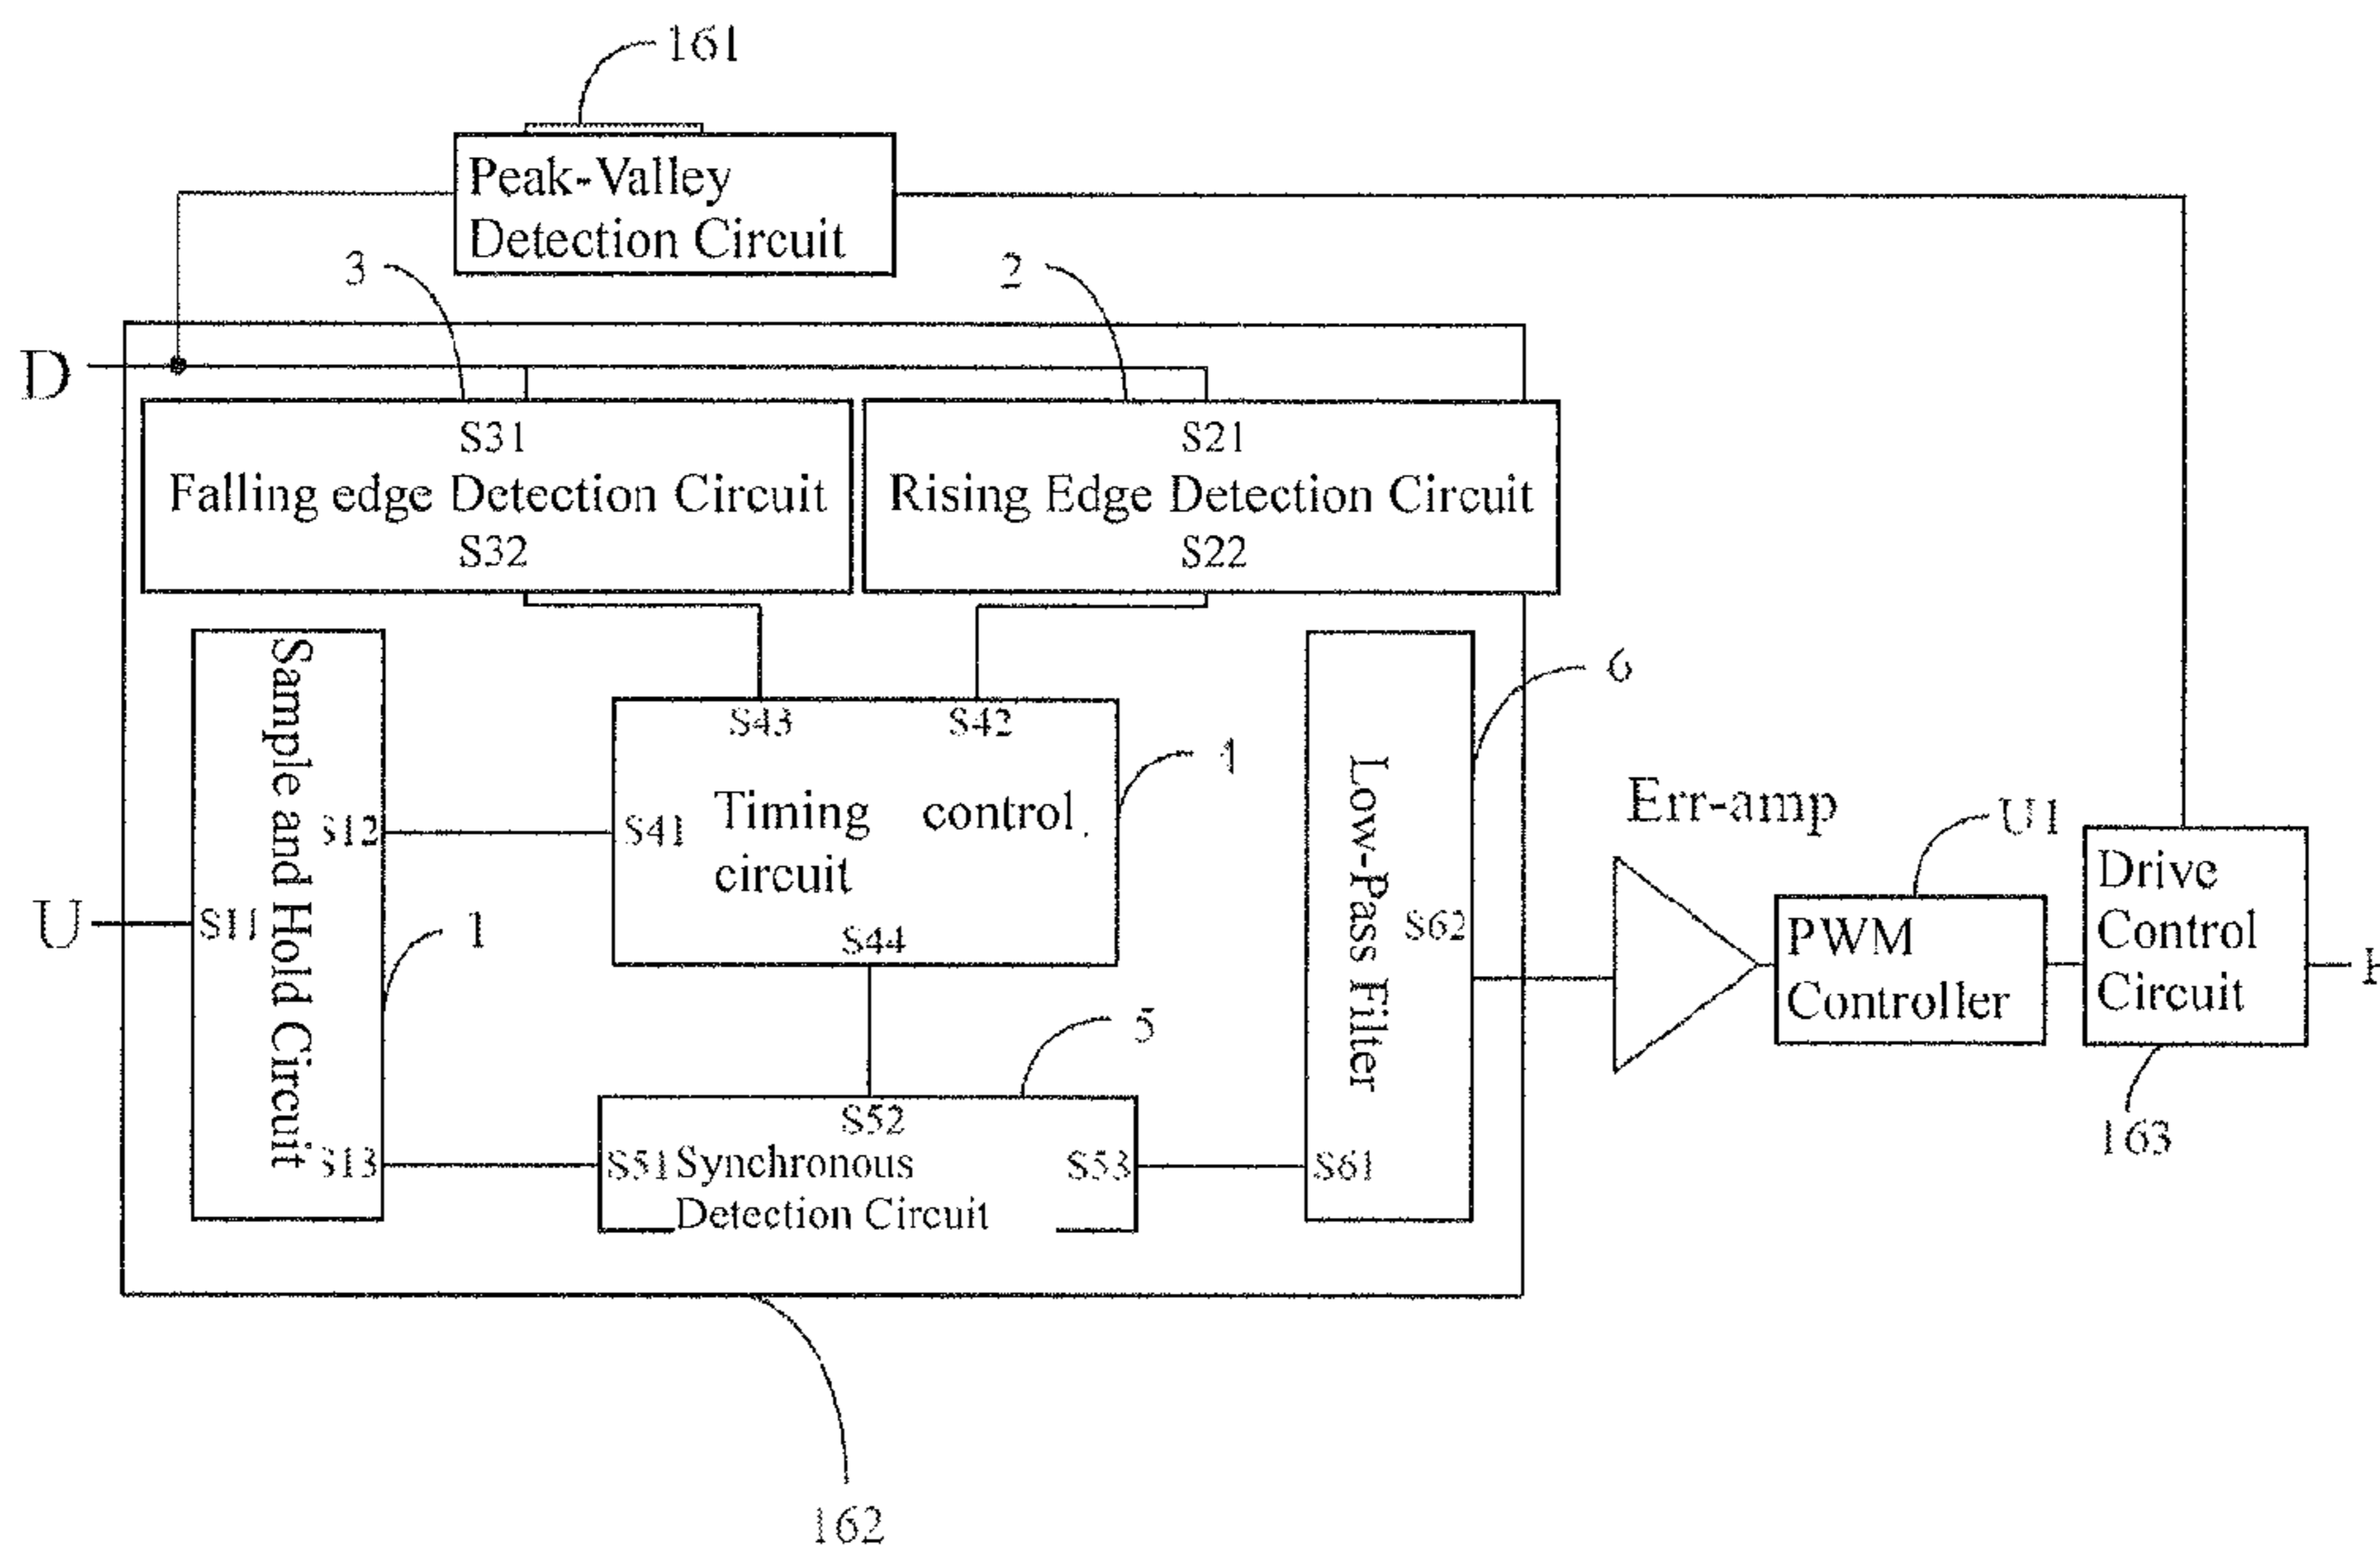 161
Peak-Valley
Detection Circuit
3
2
D
S31
Falling edge Detection Circuit
S32
S21
Rising Edge Detection Circuit
S22
Sample and Hold Circuit
S11
S12
S13
1
U
S43
S42
S41
Timing control
circuit
S44
4
S52
S51
Synchronous
Detection Circuit
S53
5
Low-Pass Filter
S62
S61
6
Err-amp
U1
PWM
Controller
Drive
Control
Circuit
163
162